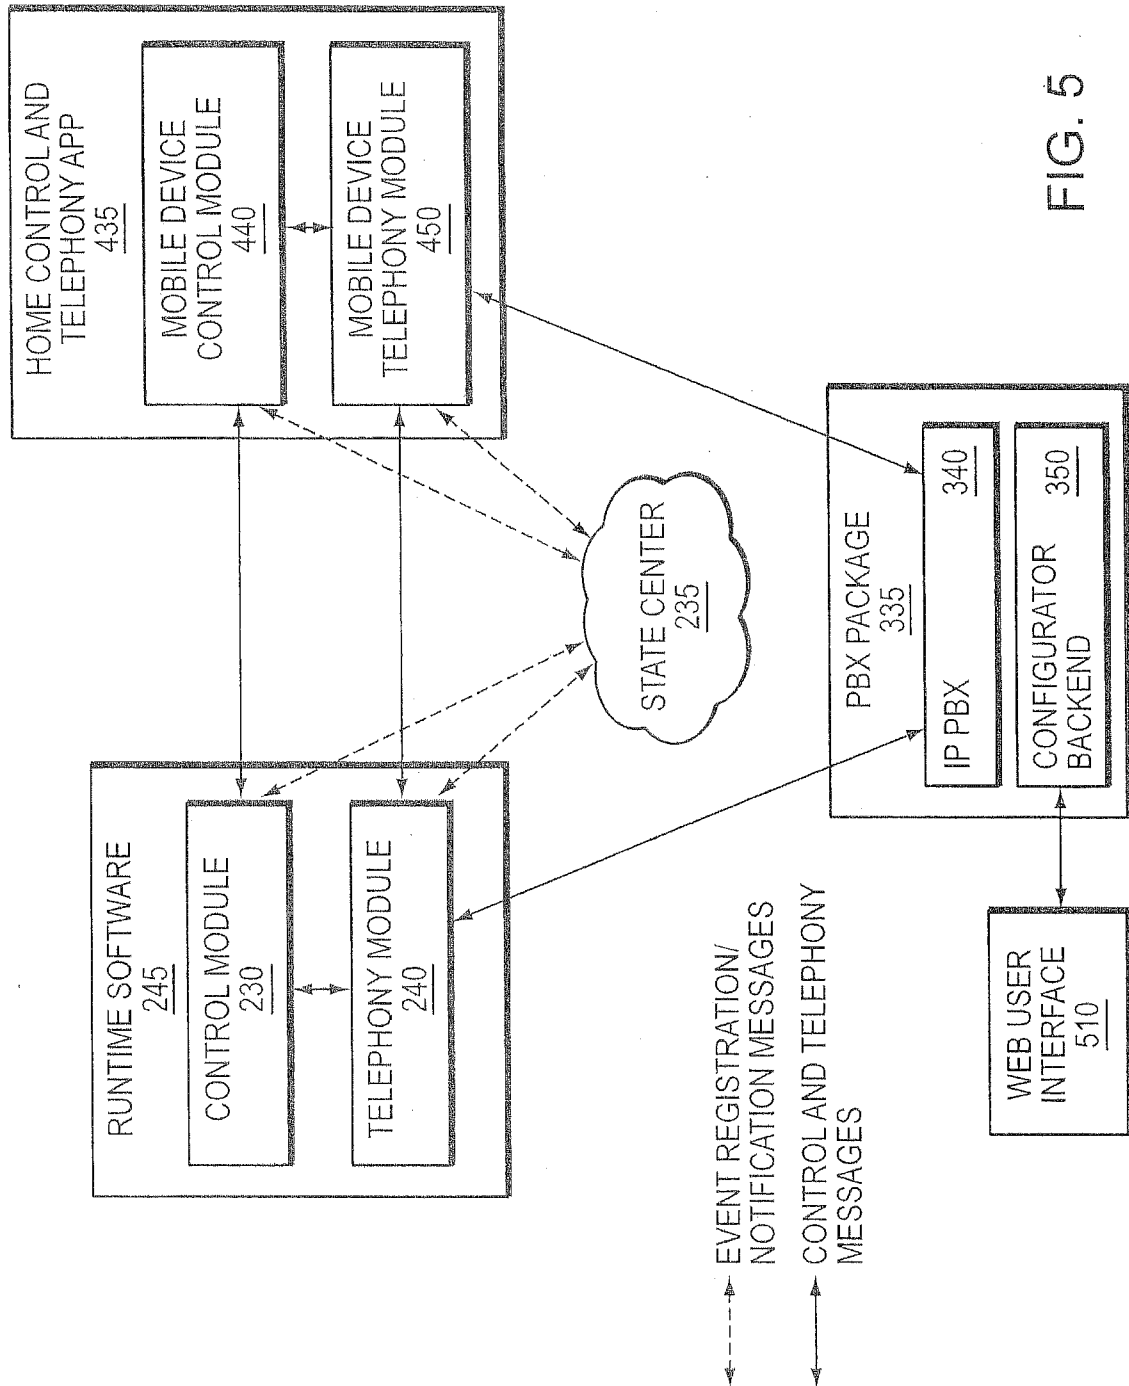 RUNTIME SOFTWARE
245
CONTROL MODULE
230
TELEPHONY MODULE
240
HOME CONTROL AND
TELEPHONY APP
435
MOBILE DEVICE
CONTROL MODULE
440
MOBILE DEVICE
TELEPHONY MODULE
450
STATE CENTER
235
EVENT REGISTRATION/
NOTIFICATION MESSAGES
CONTROL AND TELEPHONY
MESSAGES
PBX PACKAGE
335
IP PBX 340
CONFIGURATOR 350
BACKEND
WEB USER
INTERFACE
510
FIG. 5